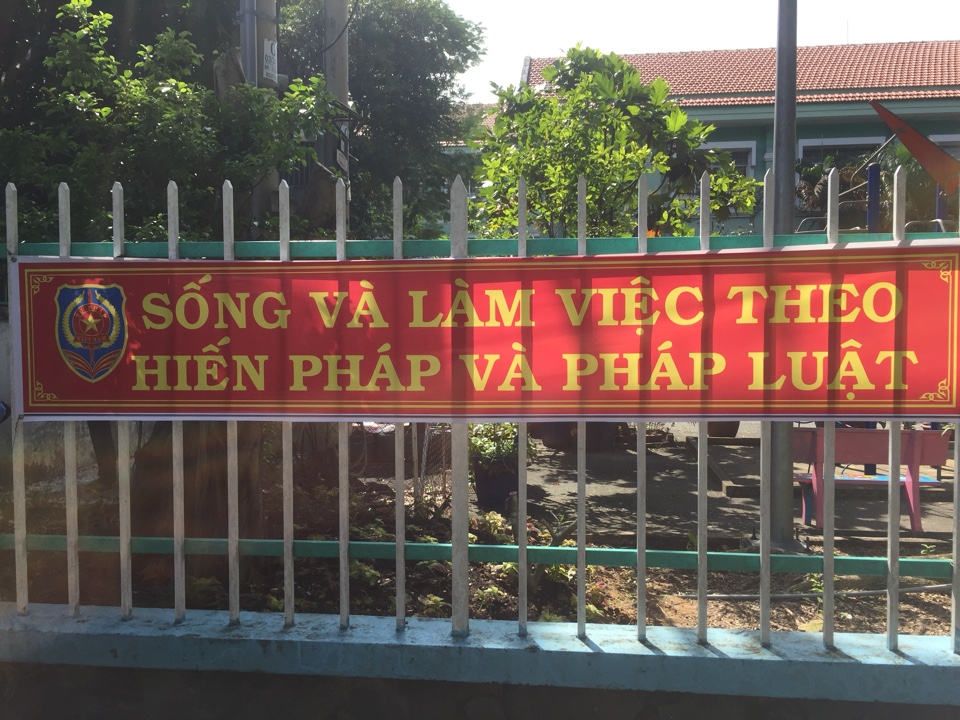 SỐNG VÀ LÀM VIỆC THEO
HIẾN PHÁP VÀ PHÁP LUẬT